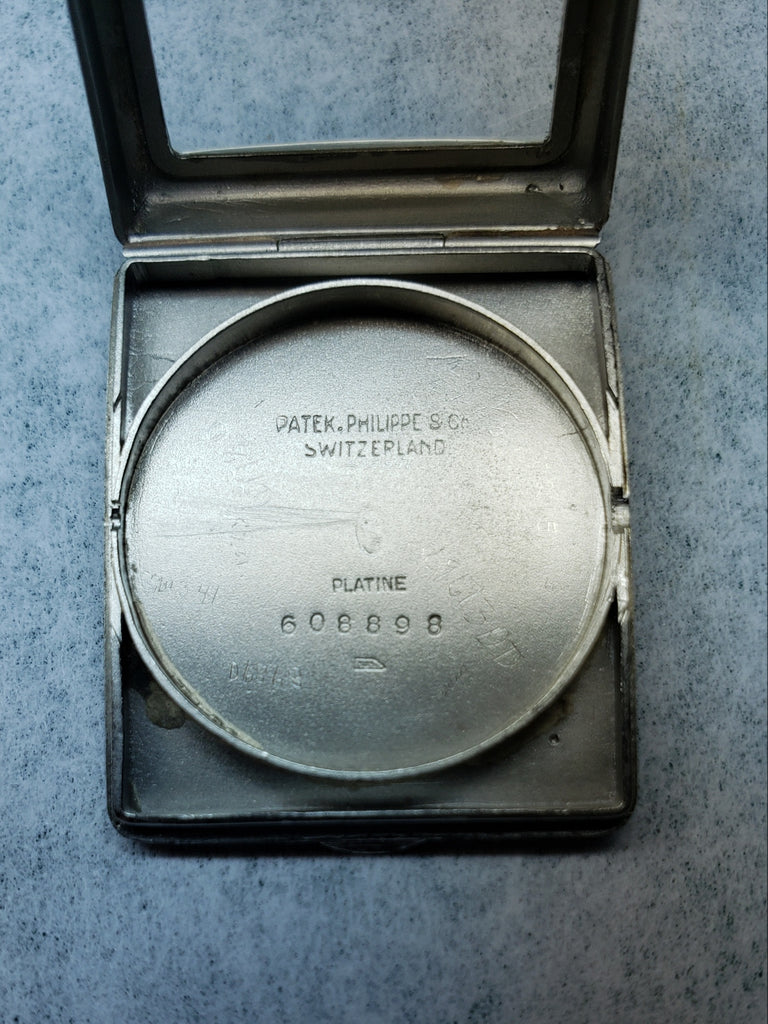 PATEK. PHILIPPE & Co
SWITZERLAND
PLATINE
608898